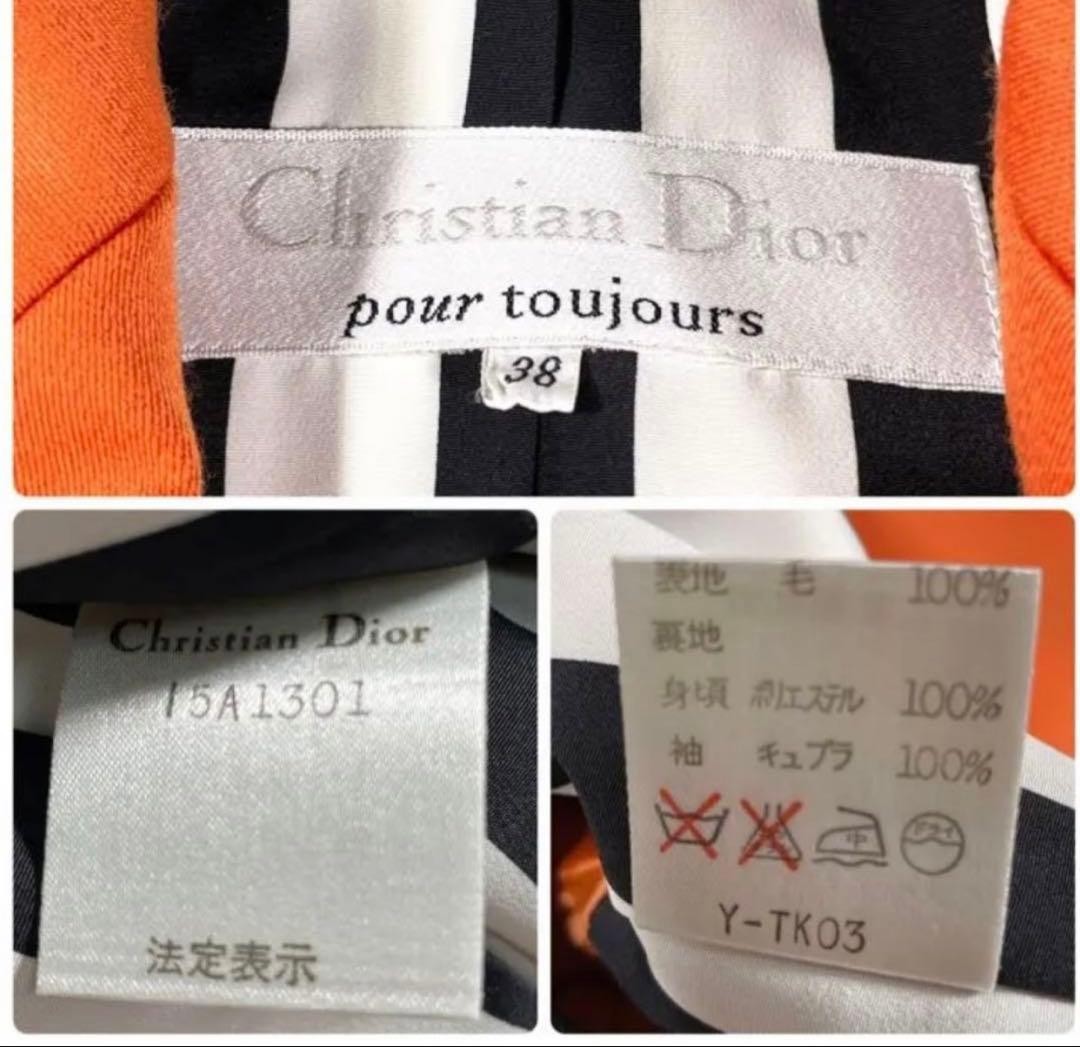 Christian Dior
pour toujours
38
Christian Dior
15A1301
法定表示
表地 毛 100%
裏地
身頃 ポリエステル 100%
袖 キュプラ 100%
中 ドライ
Y-TK03